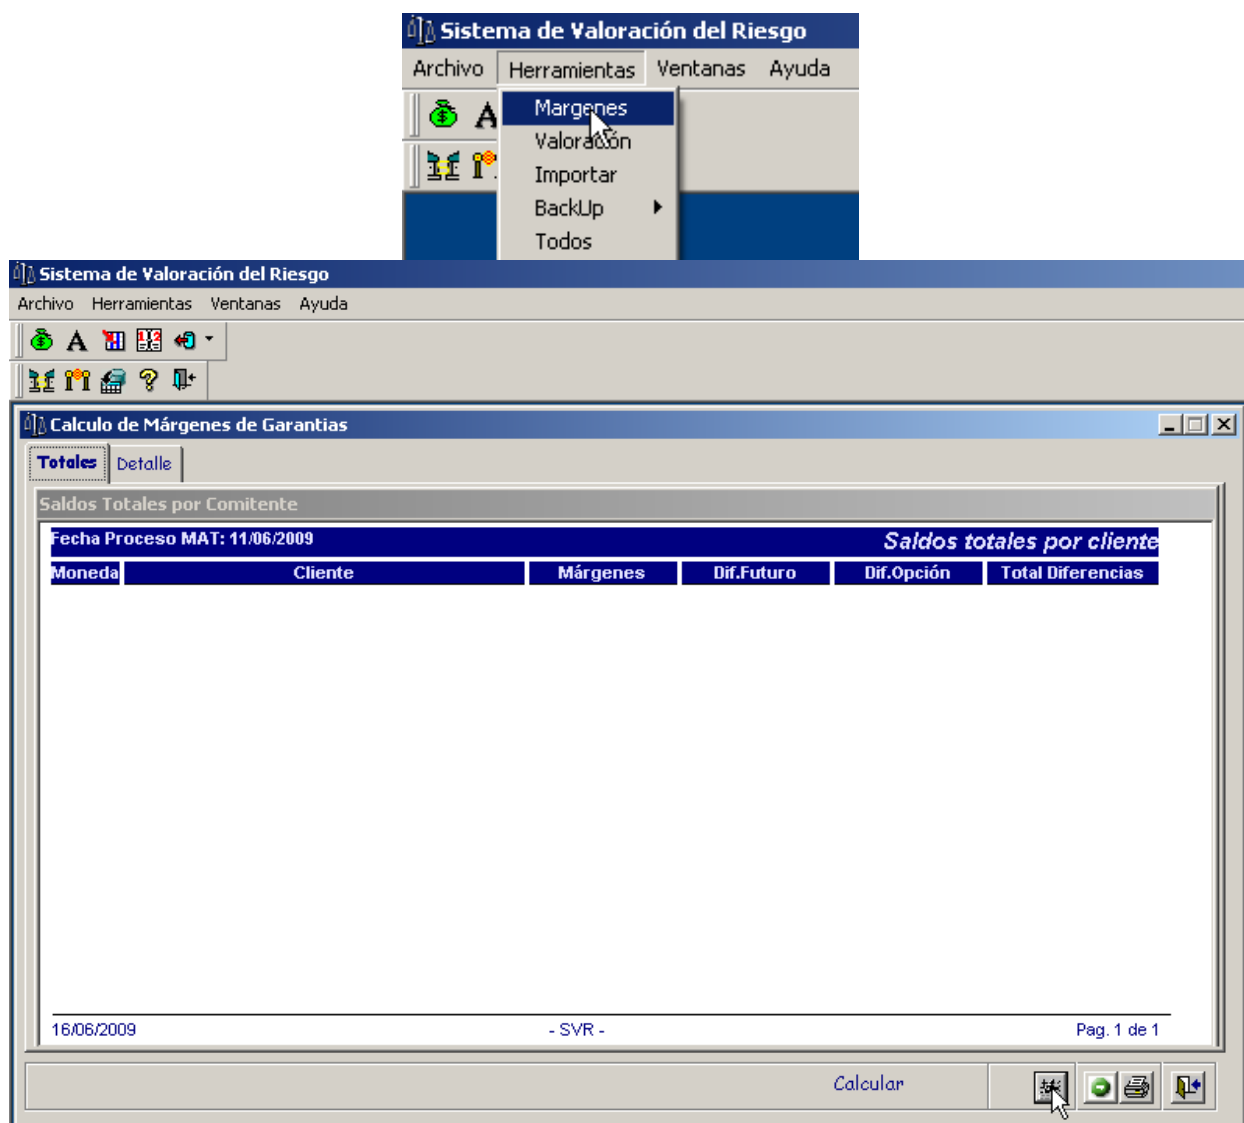 Sistema de Valoración del Riesgo
Archivo Herramientas Ventanas Ayuda
A
Margenes
Valoración
Importar
BackUp
Todos
Sistema de Valoración del Riesgo
Archivo Herramientas Ventanas Ayuda
A
Calculo de Márgenes de Garantias
Totales Detalle
Saldos Totales por Comitente
Fecha Proceso MAT: 11/06/2009 Saldos totales por cliente
Moneda Cliente Márgenes Dif.Futuro Dif.Opción Total Diferencias
16/06/2009 - SVR - Pag. 1 de 1
Calcular